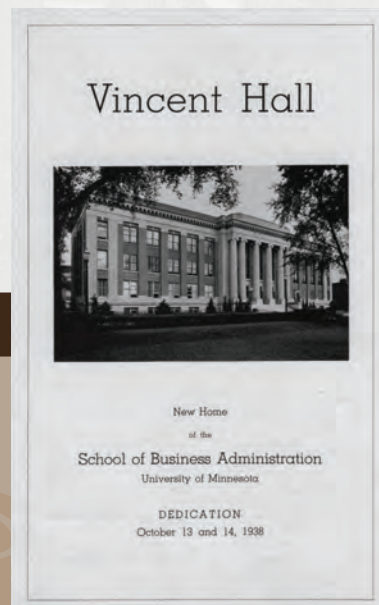 Vincent Hall
New Home
of the
School of Business Administration
University of Minnesota
DEDICATION
October 13 and 14, 1938